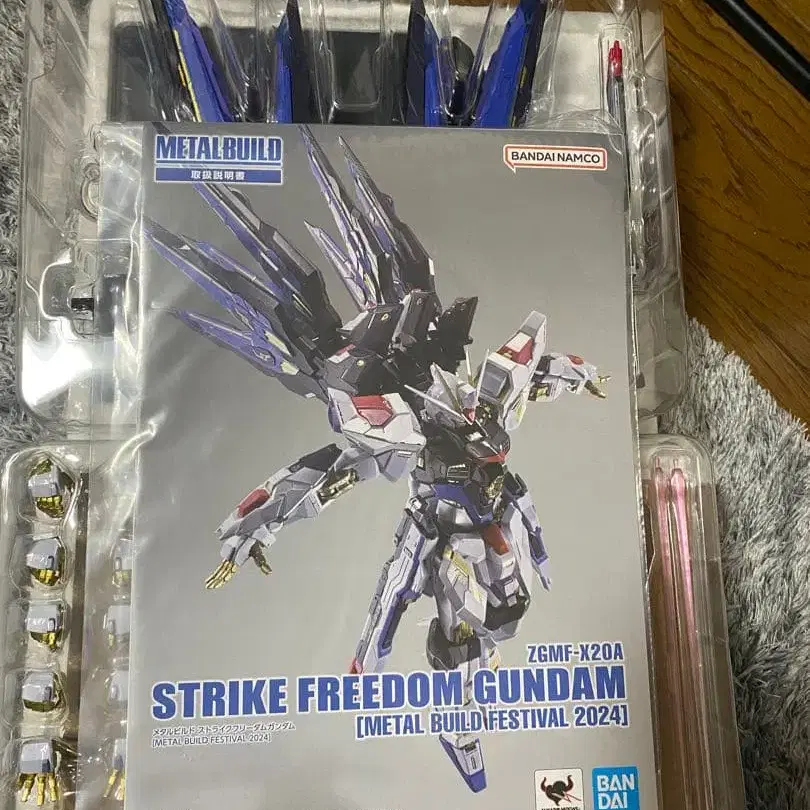 METAL BUILD
取扱説明書
BANDAI NAMCO
ZGMF-X20A
STRIKE FREEDOM GUNDAM
[METAL BUILD FESTIVAL 2024]
メタルビルド ストライクフリーダムガンダム
[METAL BUILD FESTIVAL 2024]
BAN
DAI